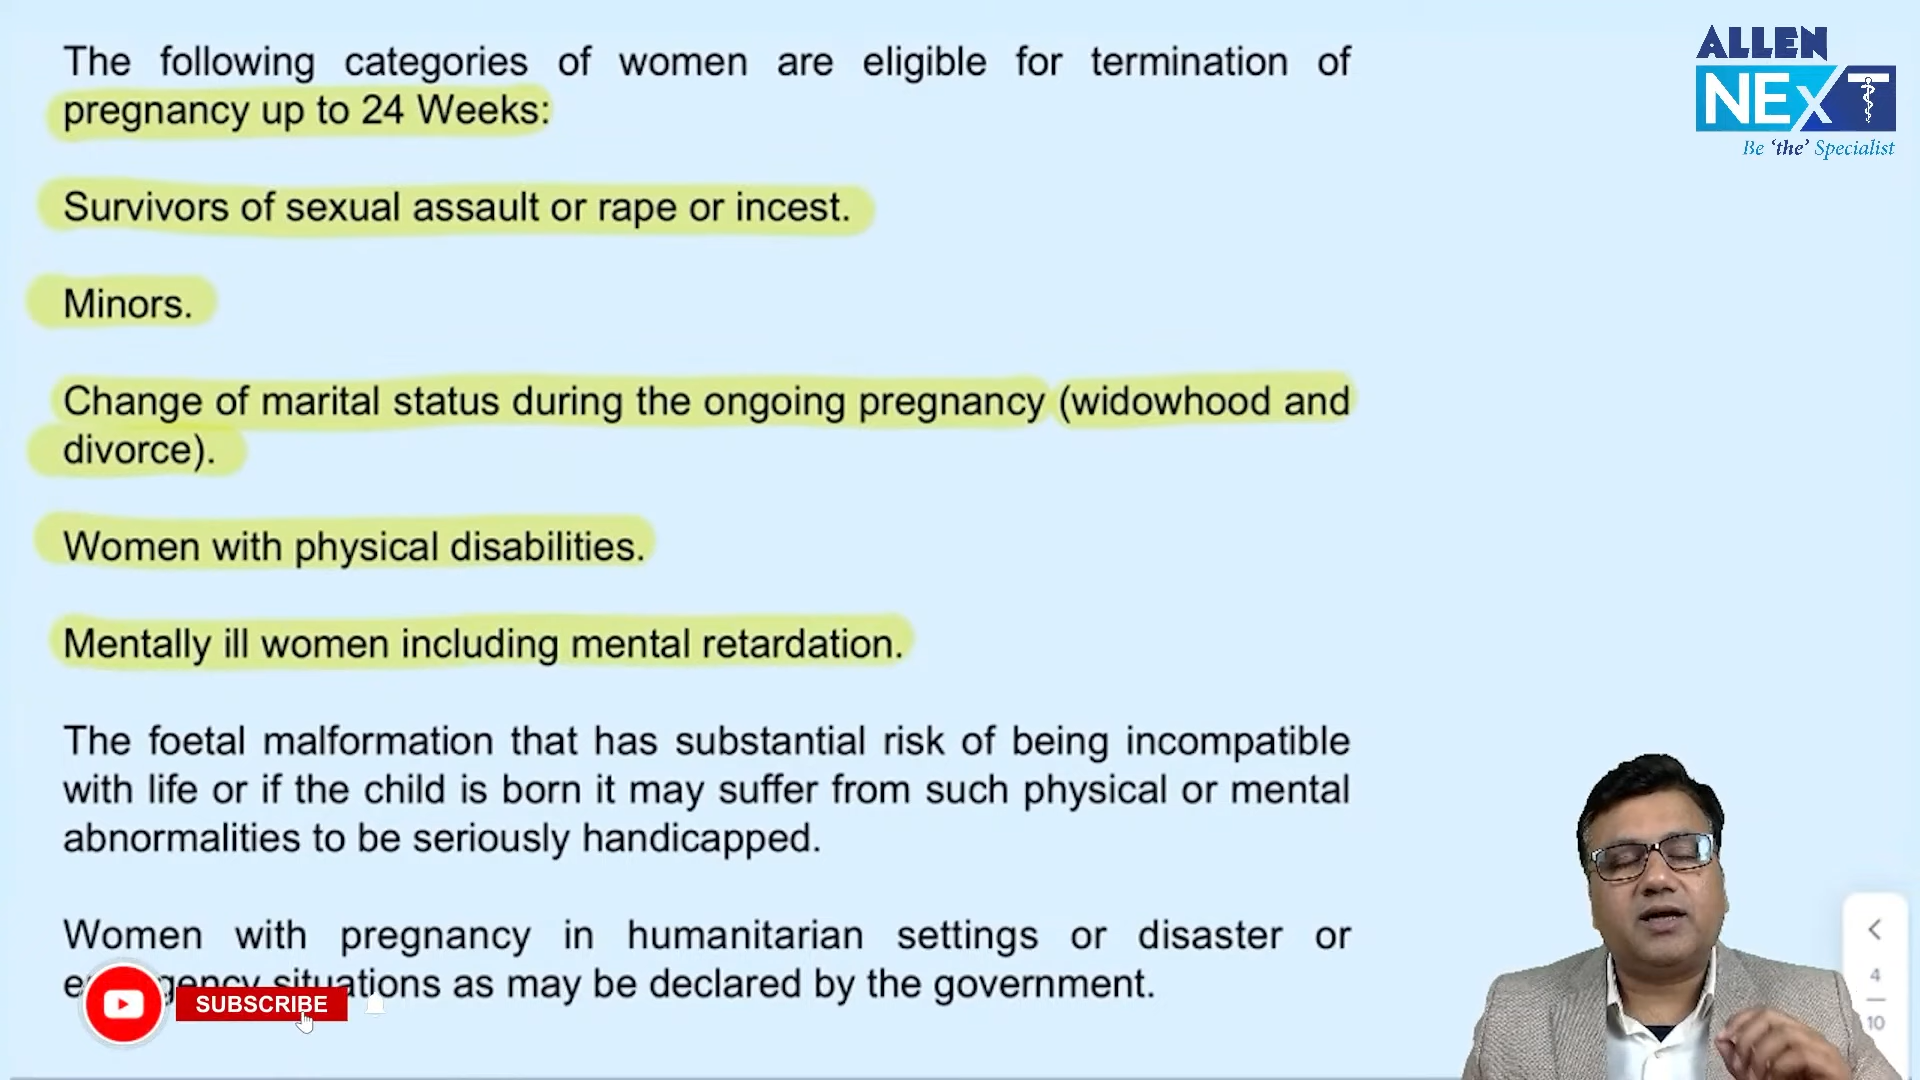 The following categories of women are eligible for termination of
pregnancy up to 24 Weeks:
Survivors of sexual assault or rape or incest.
Minors.
Change of marital status during the ongoing pregnancy (widowhood and
divorce).
Women with physical disabilities.
Mentally ill women including mental retardation.
The foetal malformation that has substantial risk of being incompatible
with life or if the child is born it may suffer from such physical or mental
abnormalities to be seriously handicapped.
Women with pregnancy in humanitarian settings or disaster or
situations as may be declared by the government.
SUBSCRIBE
ALLEN
NExT
Be 'the' Specialist
4
10